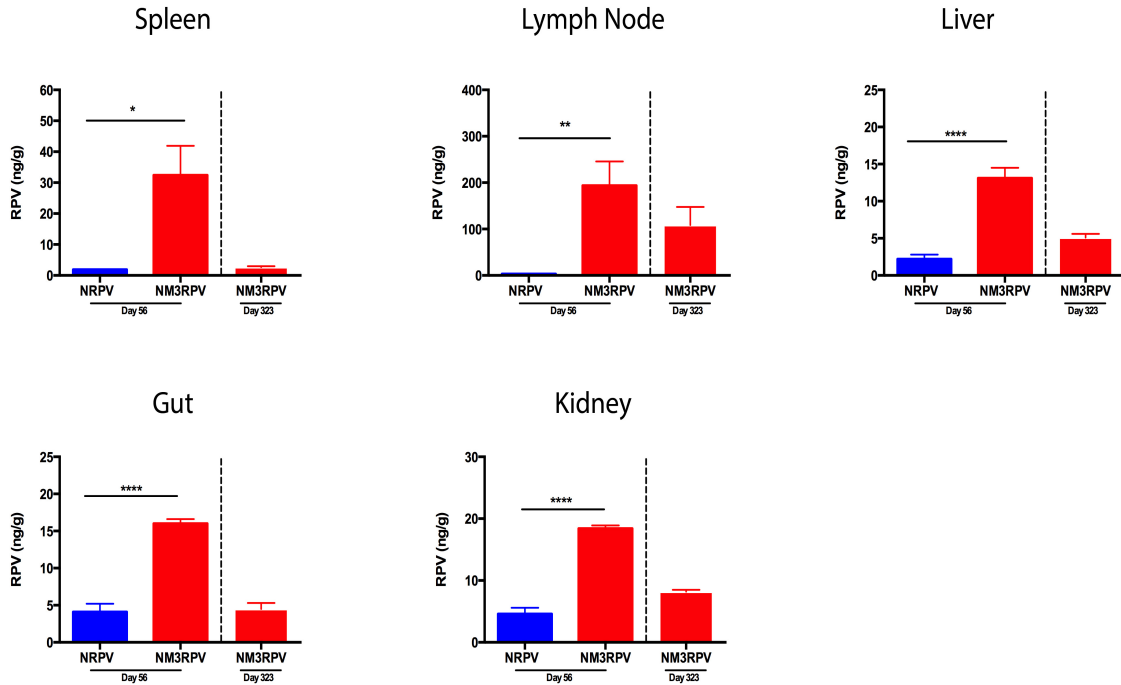 Spleen
60
50
40
30
20
10
0
RPV (ng/g)
*
NRPV NM3RPV NM3RPV
Day 56 Day 323
Lymph Node
400
300
200
100
0
RPV (ng/g)
**
NRPV NM3RPV NM3RPV
Day 56 Day 323
Liver
25
20
15
10
5
0
RPV (ng/g)
****
NRPV NM3RPV NM3RPV
Day 56 Day 323
Gut
25
20
15
10
5
0
RPV (ng/g)
****
NRPV NM3RPV NM3RPV
Day 56 Day 323
Kidney
30
20
10
0
RPV (ng/g)
****
NRPV NM3RPV NM3RPV
Day 56 Day 323